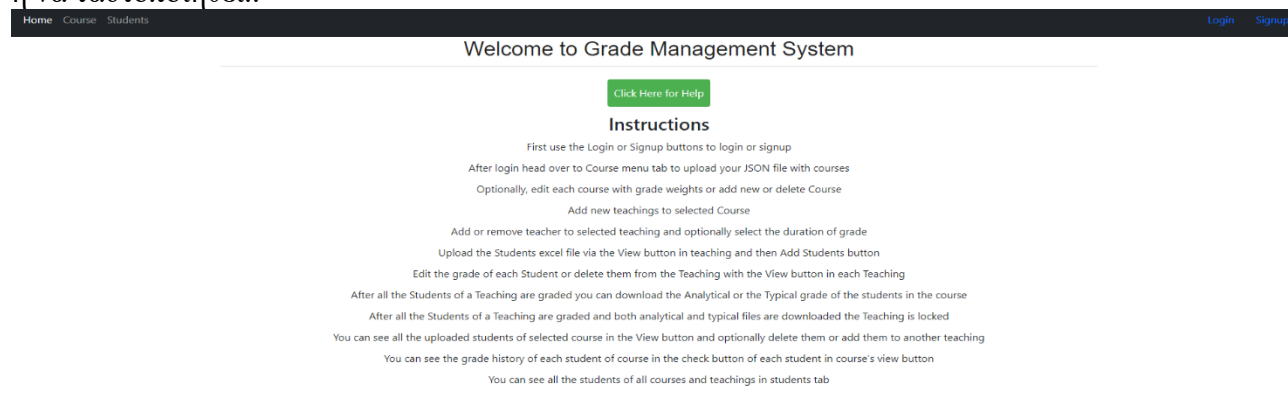 Home Course Students Login Signup
Welcome to Grade Management System
Click Here for Help
Instructions
First use the Login or Signup buttons to login or signup
After login head over to Course menu tab to upload your JSON file with courses
Optionally, edit each course with grade weights or add new or delete Course
Add new teachings to selected Course
Add or remove teacher to selected teaching and optionally select the duration of grade
Upload the Students excel file via the View button in teaching and then Add Students button
Edit the grade of each Student or delete them from the Teaching with the View button in each Teaching
After all the Students of a Teaching are graded you can download the Analytical or the Typical grade of the students in the course
After all the Students of a Teaching are graded and both analytical and typical files are downloaded the Teaching is locked
You can see all the uploaded students of selected course in the View button and optionally delete them or add them to another teaching
You can see the grade history of each student of course in the check button of each student in course's view button
You can see all the students of all courses and teachings in students tab